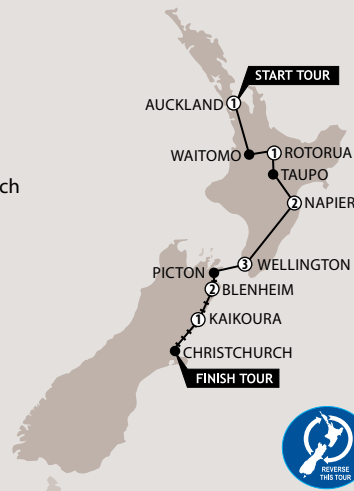 START TOUR
AUCKLAND 1
WAITOMO 1 ROTORUA
TAUPO
ch
2 NAPIER
3 WELLINGTON
PICTON
2 BLENHEIM
1 KAIKOURA
CHRISTCHURCH
FINISH TOUR
REVERSE
THIS TOUR